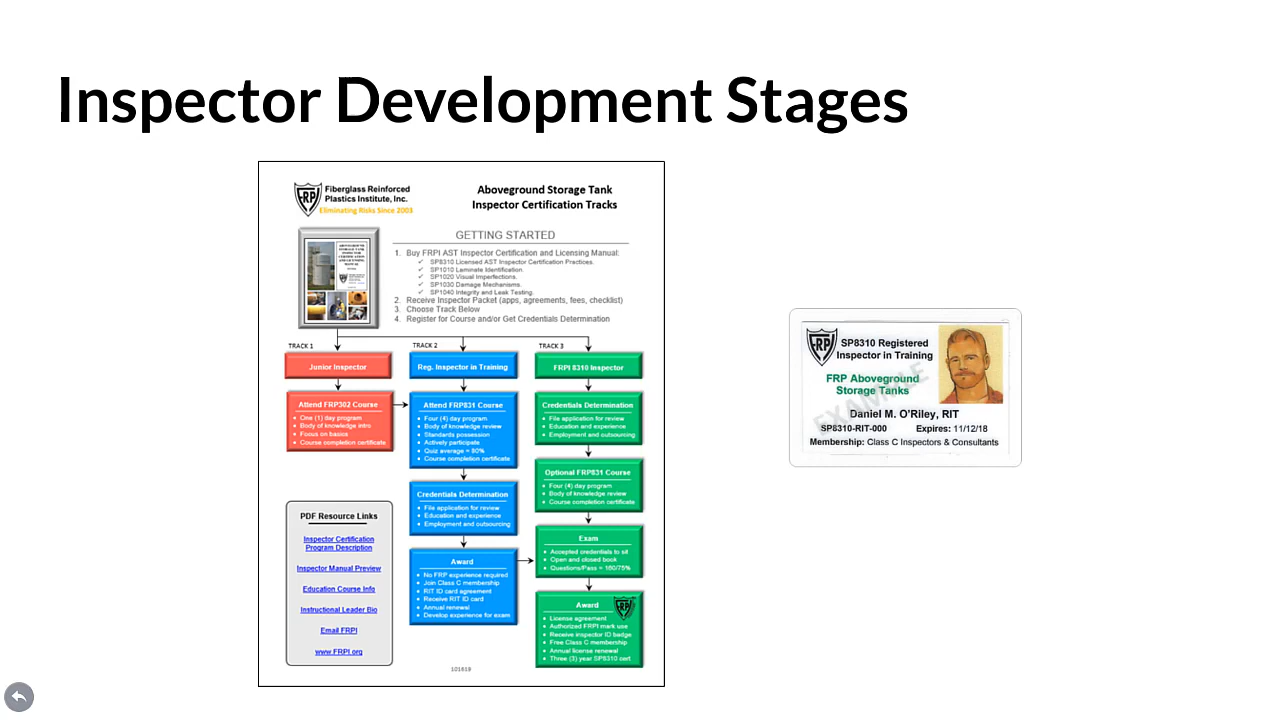 Inspector Development Stages
FRP
Fiberglass Reinforced
Plastics Institute, Inc.
Eliminating Risks Since 2003
Aboveground Storage Tank
Inspector Certification Tracks
GETTING STARTED
1. Buy FRPI AST Inspector Certification and Licensing Manual:
✓ SP8310 Licensed AST Inspector Certification Practices.
✓ SP1010 Laminate Identification.
✓ SP1020 Visual Imperfections.
✓ SP1030 Damage Mechanisms.
✓ SP1040 Integrity and Leak Testing.
2. Receive Inspector Packet (apps, agreements, fees, checklist)
3. Choose Track Below
4. Register for Course and/or Get Credentials Determination
TRACK 1
Junior Inspector
Attend FRP302 Course
• One (1) day program
• Body of knowledge intro
• Focus on basics
• Course completion certificate
TRACK 2
Reg. Inspector in Training
Attend FRP831 Course
• Four (4) day program
• Body of knowledge review
• Standards possession
• Actively participate
• Quiz average = 80%
• Course completion certificate
Credentials Determination
• File application for review
• Education and experience
• Employment and outsourcing
Award
• No FRP experience required
• Join Class C membership
• RIT ID card agreement
• Receive RIT ID card
• Annual renewal
• Develop experience for exam
TRACK 3
FRPI 8310 Inspector
Credentials Determination
• File application for review
• Education and experience
• Employment and outsourcing
Optional FRP831 Course
• Four (4) day program
• Body of knowledge review
• Course completion certificate
Exam
• Accepted credentials to sit
• Open and closed book
• Questions/Pass = 160/75%
Award
FRP
• License agreement
• Authorized FRPI mark use
• Receive inspector ID badge
• Free Class C membership
• Annual license renewal
• Three (3) year SP8310 cert
PDF Resource Links
Inspector Certification
Program Description
Inspector Manual Preview
Education Course Info
Instructional Leader Bio
Email FRPI
www.FRPI.org
101819
FRP
SP8310 Registered
Inspector in Training
FRP Aboveground
Storage Tanks
EXAMPLE
Daniel M. O'Riley, RIT
SP8310-RIT-000 Expires: 11/12/18
Membership: Class C Inspectors & Consultants